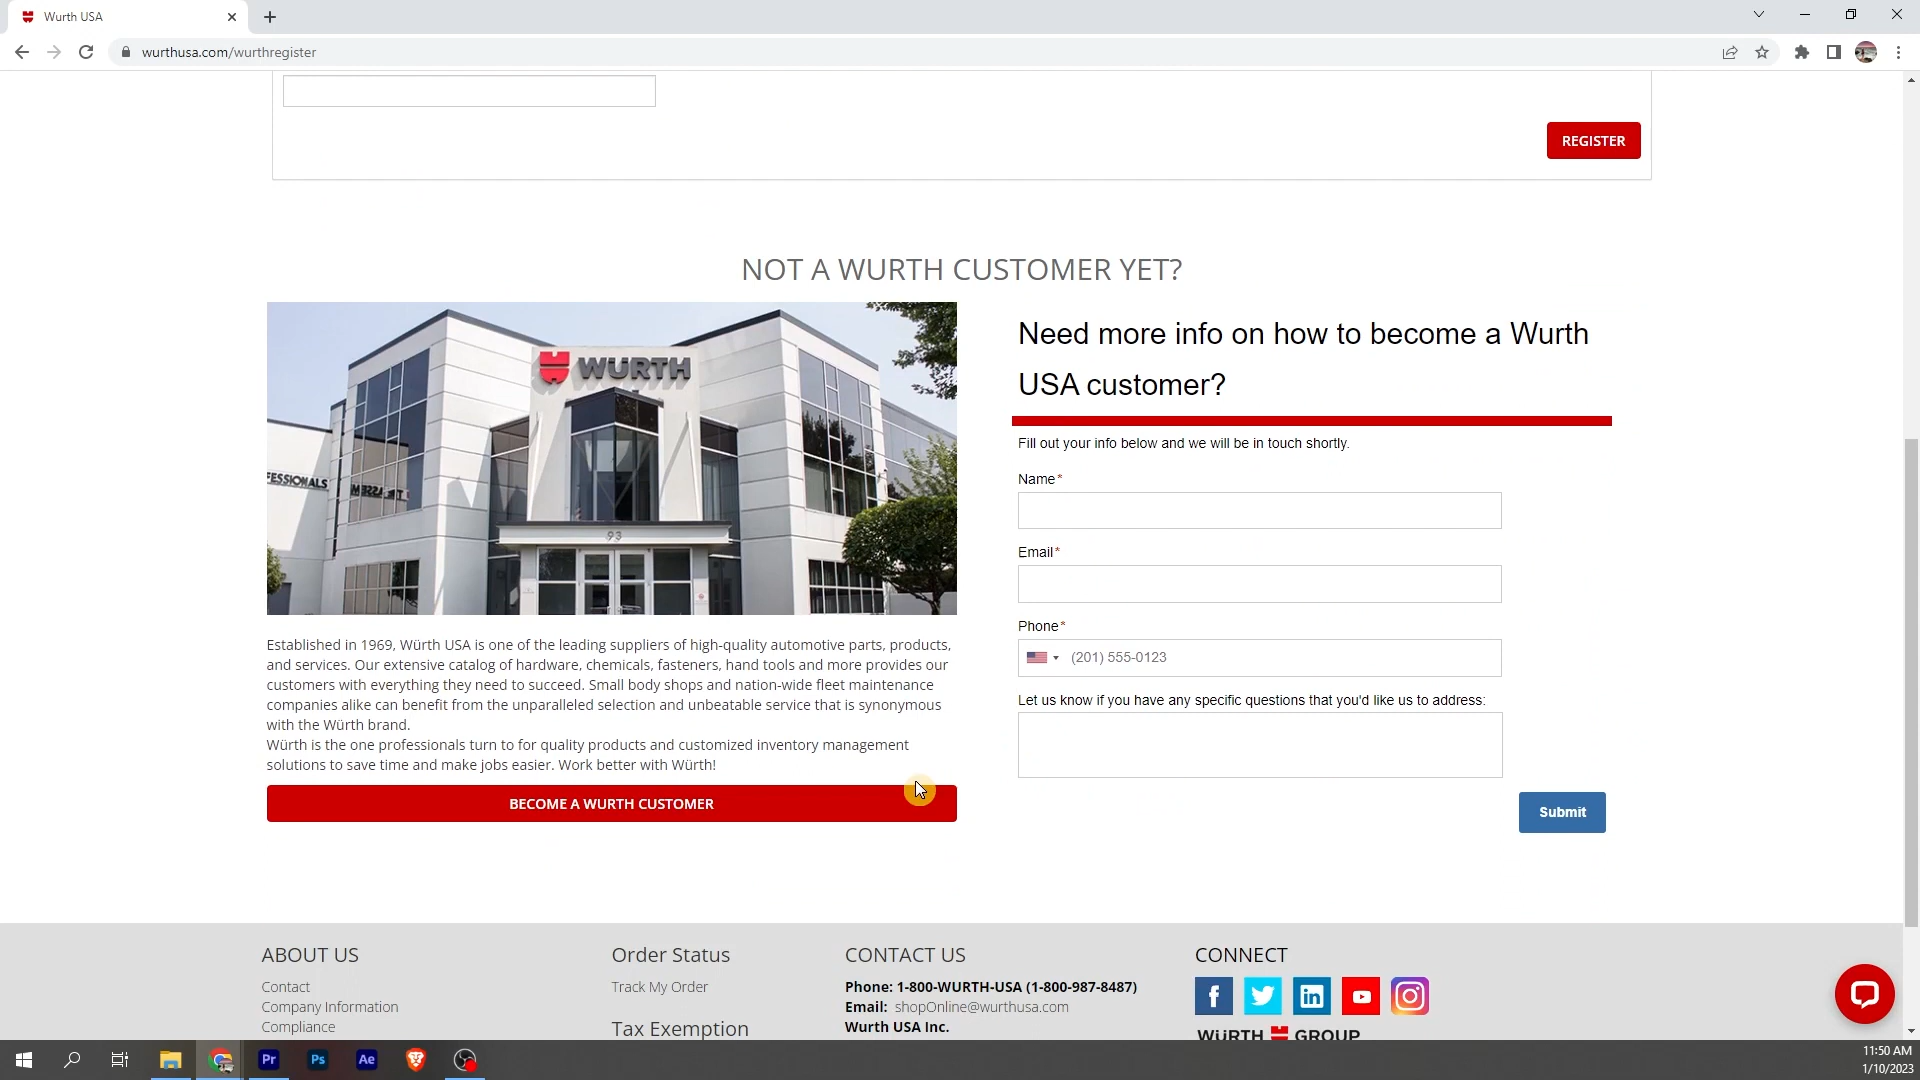 Wurth USA
wurthusa.com/wurthregister
REGISTER
NOT A WURTH CUSTOMER YET?
WURTH
93
Need more info on how to become a Wurth
USA customer?
Fill out your info below and we will be in touch shortly.
Name*
Email*
Phone*
(201) 555-0123
Let us know if you have any specific questions that you'd like us to address:
Submit
Established in 1969, Würth USA is one of the leading suppliers of high-quality automotive parts, products,
and services. Our extensive catalog of hardware, chemicals, fasteners, hand tools and more provides our
customers with everything they need to succeed. Small body shops and nation-wide fleet maintenance
companies alike can benefit from the unparalleled selection and unbeatable service that is synonymous
with the Würth brand.
Würth is the one professionals turn to for quality products and customized inventory management
solutions to save time and make jobs easier. Work better with Würth!
BECOME A WURTH CUSTOMER
ABOUT US
Contact
Company Information
Compliance
Order Status
Track My Order
Tax Exemption
CONTACT US
Phone: 1-800-WURTH-USA (1-800-987-8487)
Email: shopOnline@wurthusa.com
Wurth USA Inc.
CONNECT
WÜRTH GROUP
Pr
Ps
Ae
11:50 AM
1/10/2023